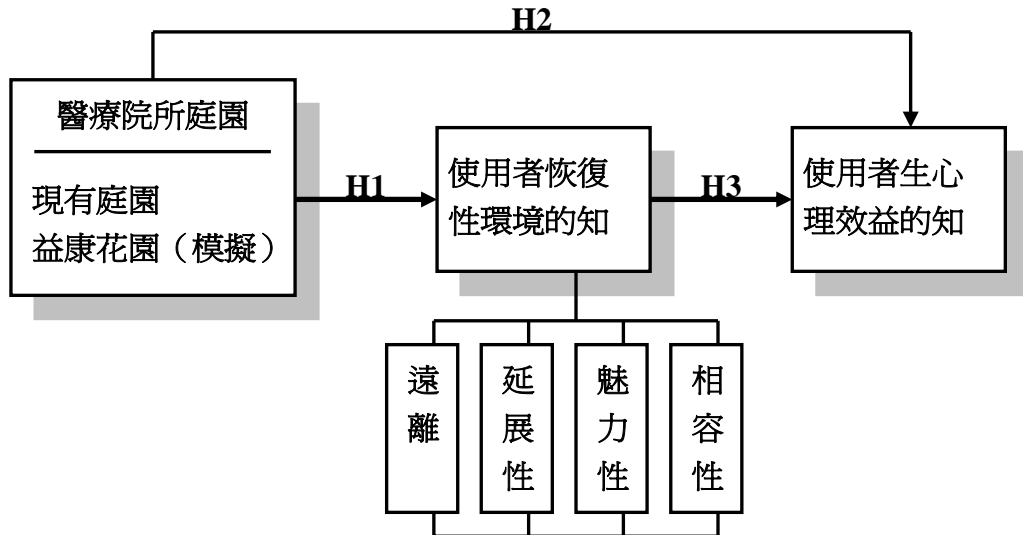 H2
醫療院所庭園
現有庭園
益康花園（模擬）
H1
使用者恢復
性環境的知
H3
使用者生心
理效益的知
遠離
延展性
魅力性
相容性